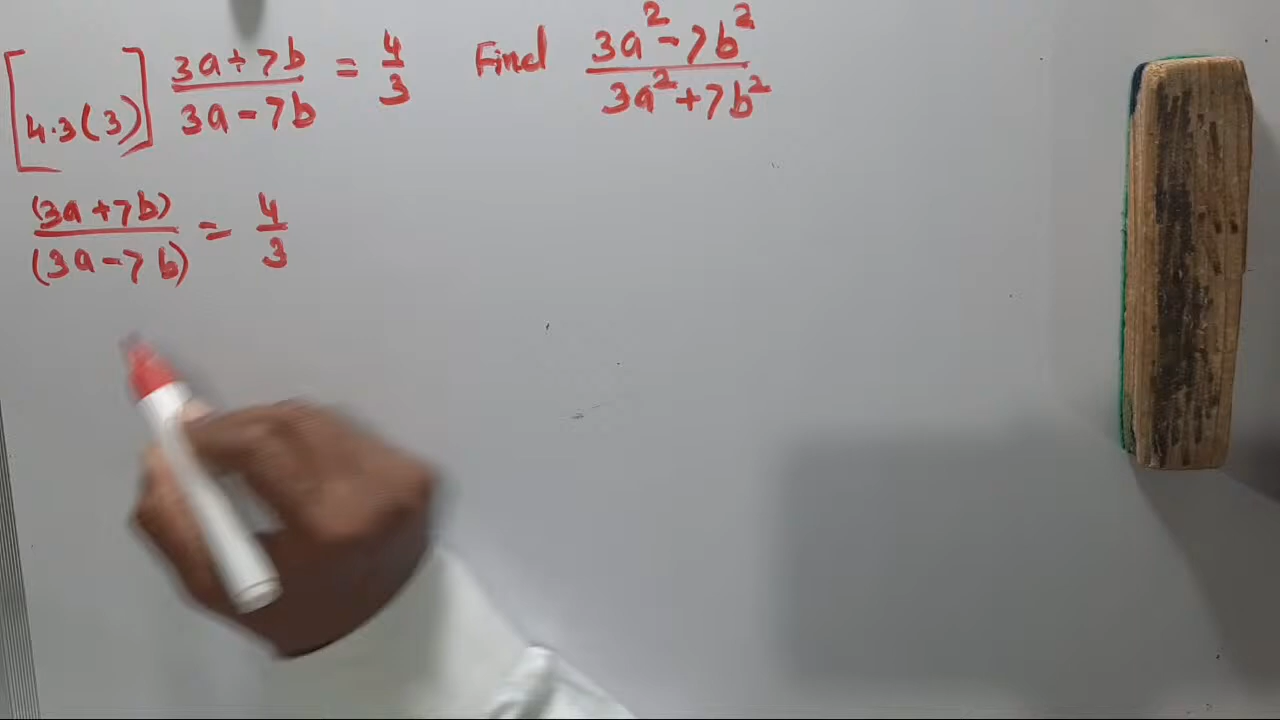 [4.3(3)] (3a+7b)/(3a-7b) = 4/3 Find (3a²-7b²)/(3a²+7b²)
(3a+7b)/(3a-7b) = 4/3